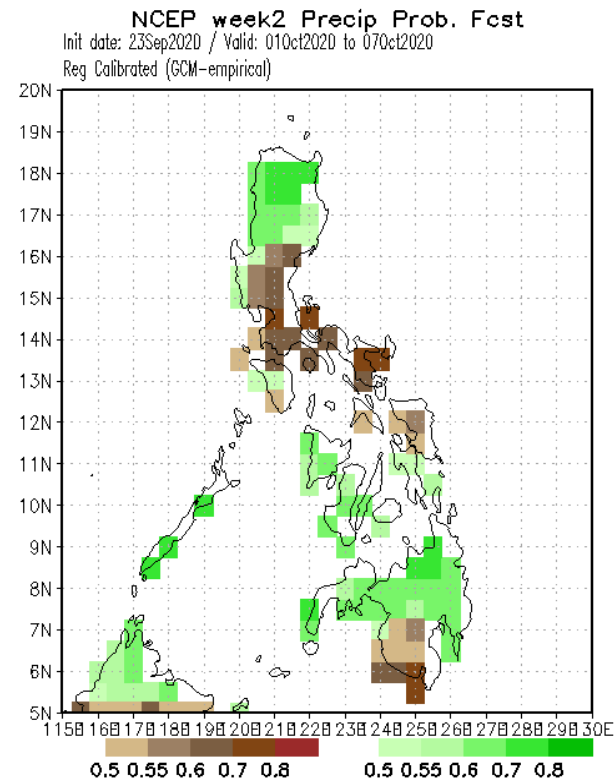 NCEP week2 Precip Prob. Fcst
Init date: 23Sep2020 / Valid: 01Oct2020 to 07Oct2020
Reg Calibrated (GCM-empirical)
20N
19N
18N
17N
16N
15N
14N
13N
12N
11N
10N
9N
8N
7N
6N
5N
115E 116E 117E 118E 119E 120E 121E 122E 123E 124E 125E 126E 127E 128E 129E 130E
0.5 0.55 0.6 0.7 0.8 0.5 0.55 0.6 0.7 0.8